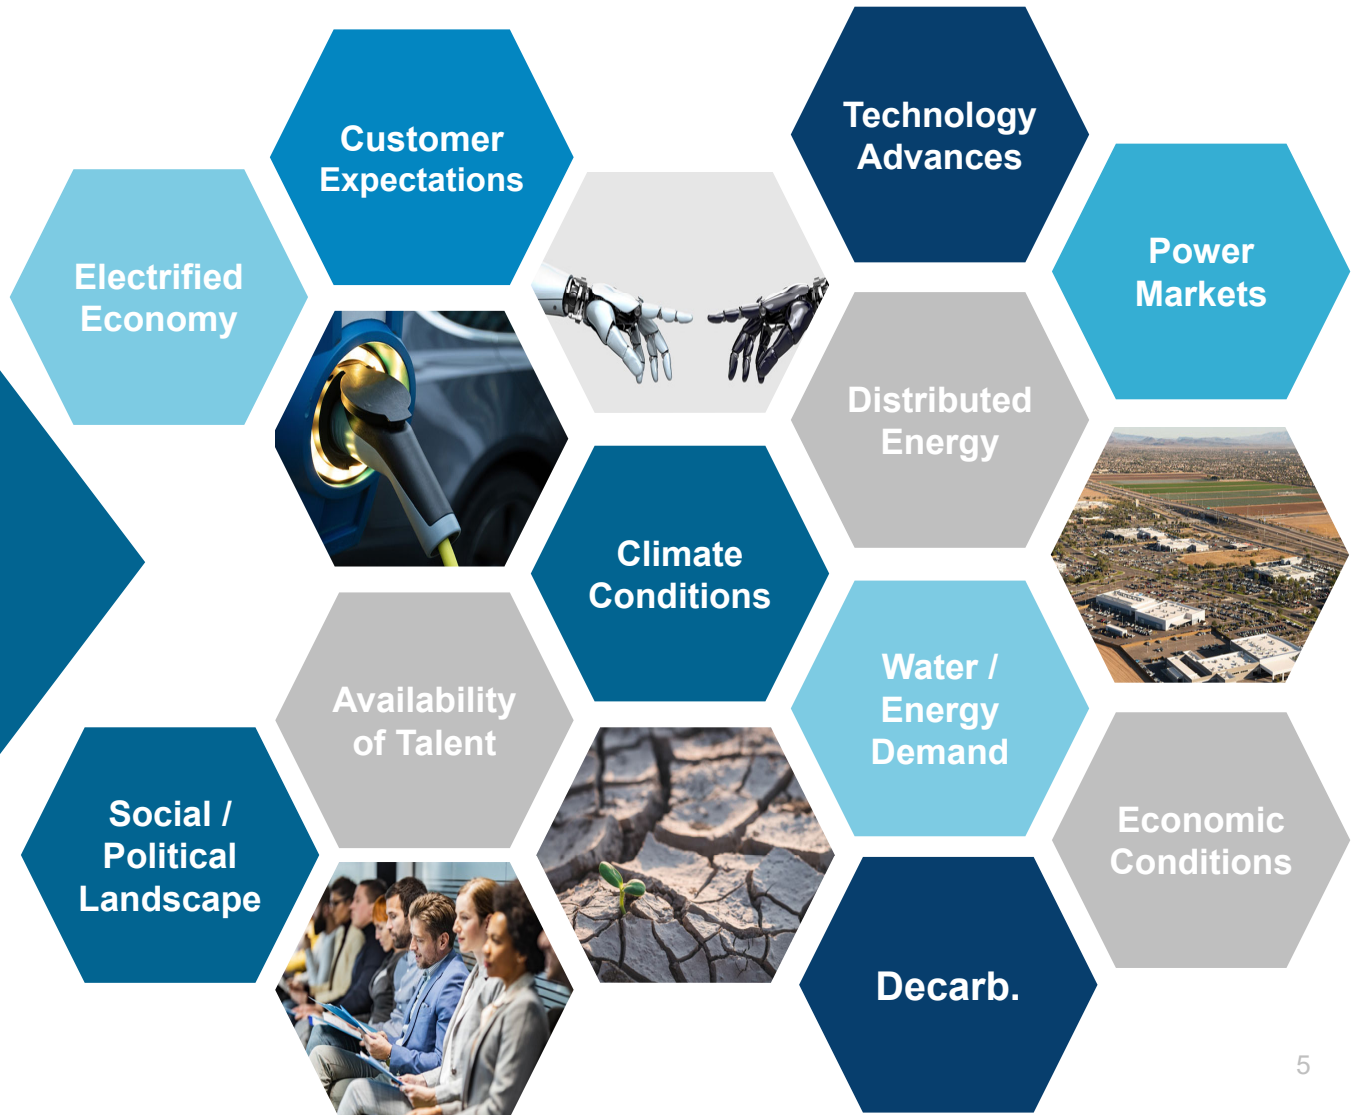 Customer
Expectations
Technology
Advances
Electrified
Economy
Power
Markets
Distributed
Energy
Climate
Conditions
Availability
of Talent
Water /
Energy
Demand
Social /
Political
Landscape
Economic
Conditions
Decarb.
5